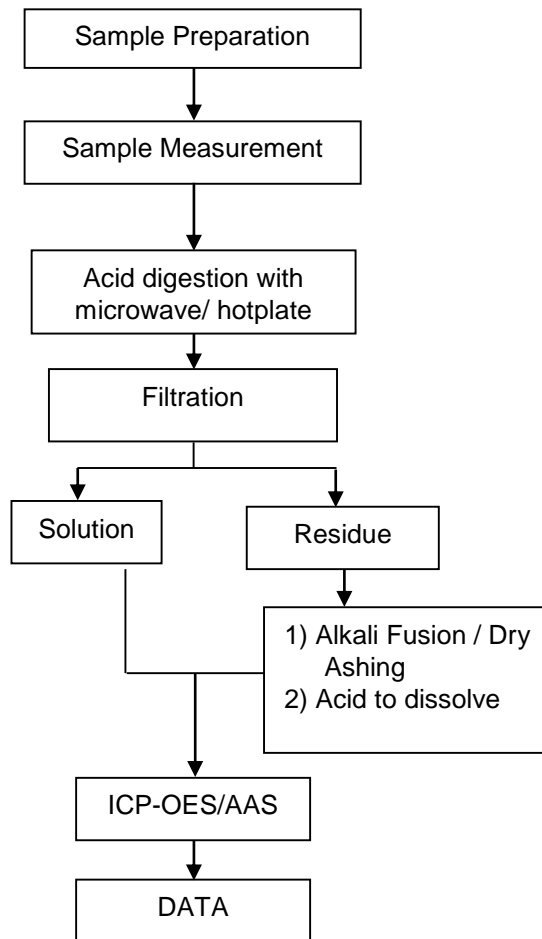 Sample Preparation
Sample Measurement
Acid digestion with
microwave/ hotplate
Filtration
Solution
Residue
1) Alkali Fusion / Dry
Ashing
2) Acid to dissolve
ICP-OES/AAS
DATA